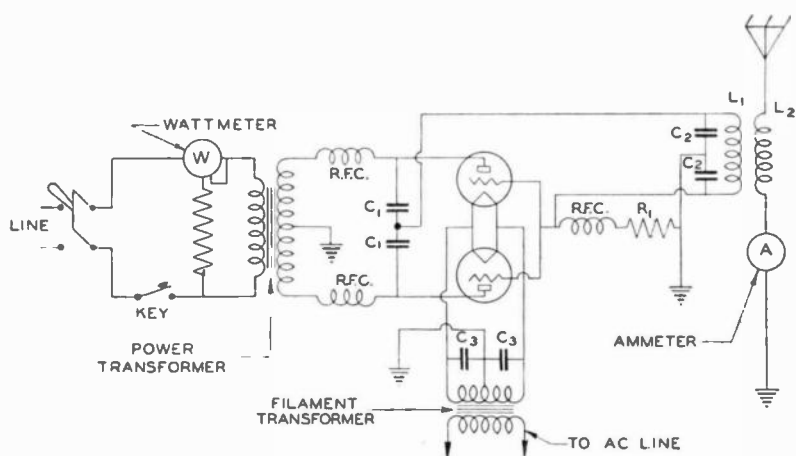 WATTMETER
W
LINE
KEY
POWER
TRANSFORMER
R.F.C.
C1
C1
R.F.C.
C3
C3
FILAMENT
TRANSFORMER
TO AC LINE
R.F.C.
R1
L1
L2
C2
C2
A
AMMETER